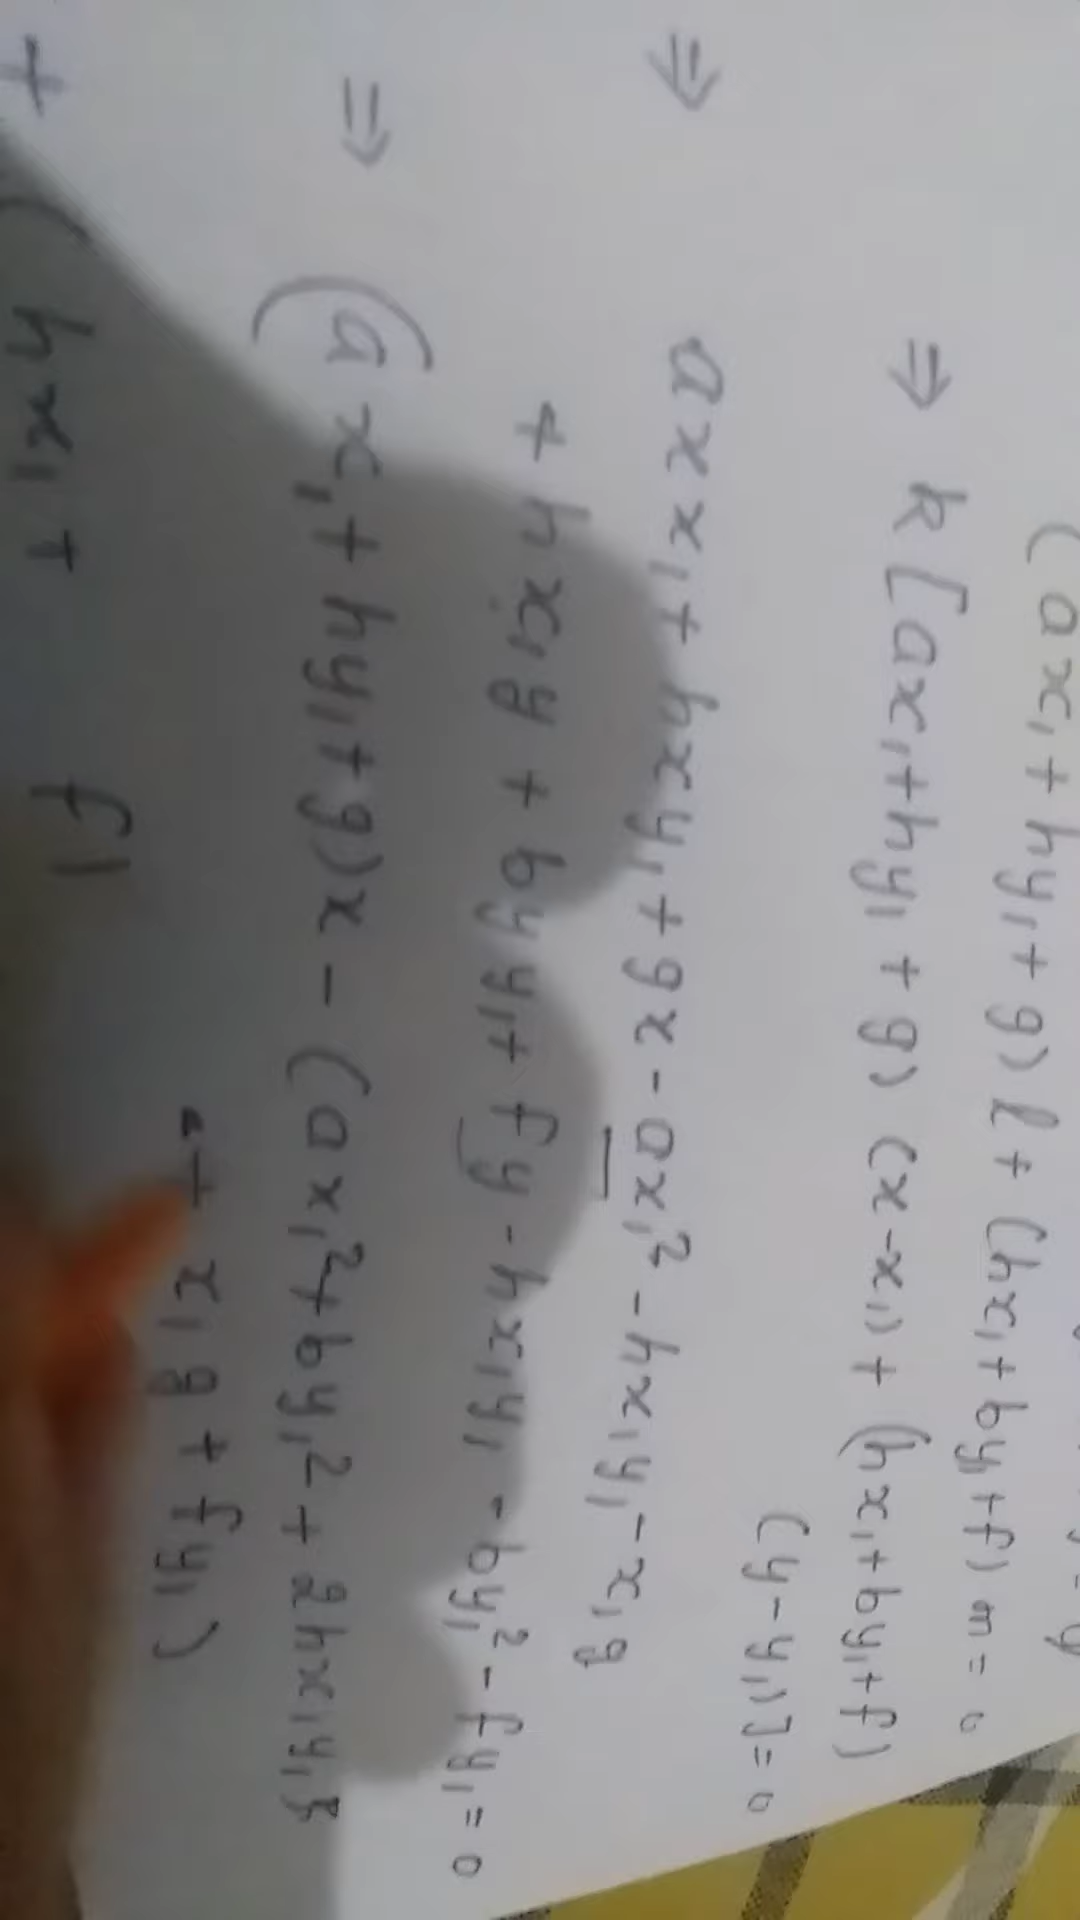 (ax₁ + hy₁ + g) l + (hx₁ + by₁ + f) m = 0
⇒ k [ax₁ + hy₁ + g) (x - x₁) + (hx₁ + by₁ + f)
(y - y₁)] = 0
⇒ axx₁ + hxy₁ + gx - ax₁² - hx₁y₁ - x₁g
+ hx₁y + byy₁ + fy - hx₁y₁ - by₁² - fy₁ = 0
⇒ (ax₁ + hy₁ + g)x - (ax₁² + by₁² + 2hx₁y₁
+ x₁g + fy₁)
+ (hx₁ +